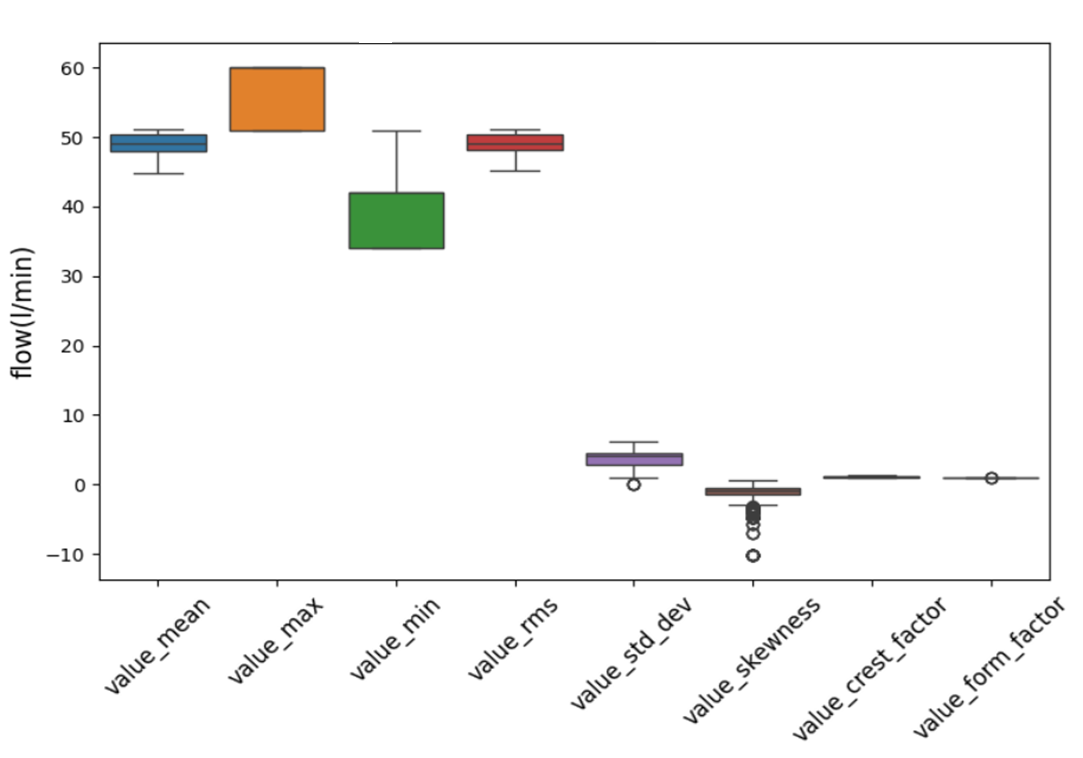 60
50
40
30
20
10
0
−10
flow(l/min)
value_mean
value_max
value_min
value_rms
value_std_dev
value_skewness
value_crest_factor
value_form_factor